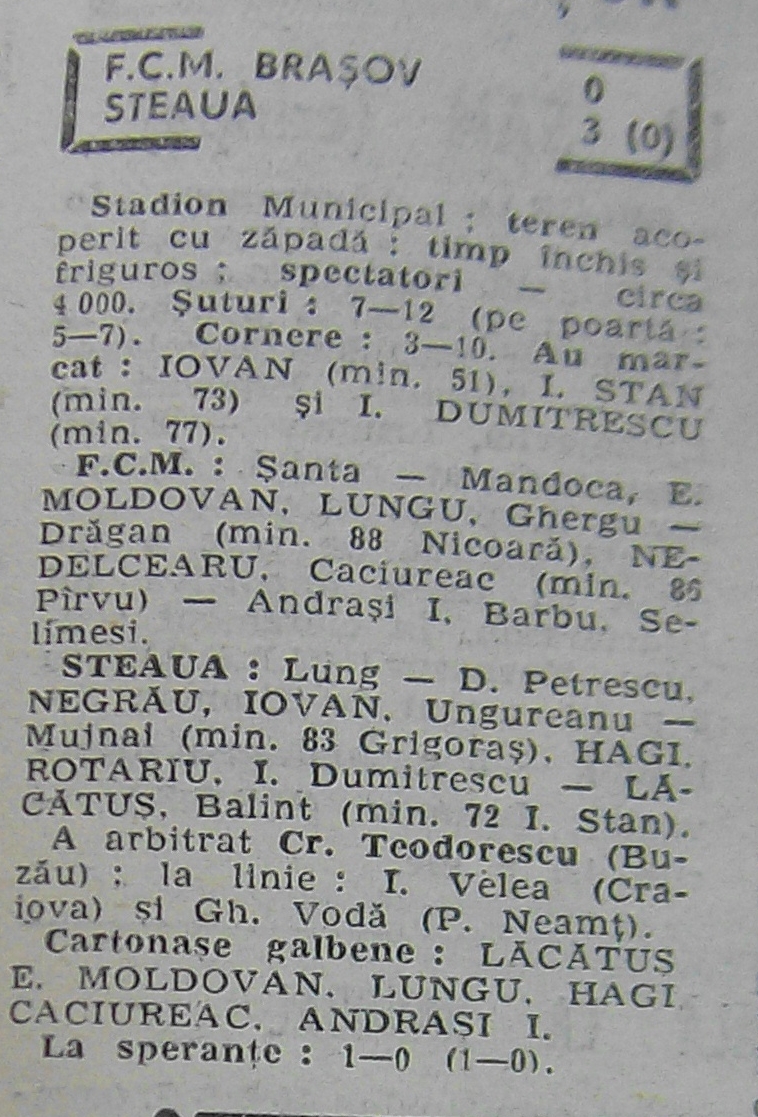 F.C.M. BRAȘOV 0
STEAUA 3 (0)
Stadion Municipal ; teren aco-
perit cu zăpadă ; timp închis și
friguros ; spectatori — circa
4 000. Șuturi : 7—12 (pe poartă :
5—7). Cornere : 3—10. Au mar-
cat : IOVAN (min. 51), I. STAN
(min. 73) și I. DUMITRESCU
(min. 77).
F.C.M. : Șanta — Mandoca, E.
MOLDOVAN, LUNGU, Ghergu —
Drăgan (min. 88 Nicoară), NE-
DELCEARU, Caciureac (min. 86
Pîrvu) — Andrași I, Barbu, Se-
limesi.
STEAUA : Lung — D. Petrescu,
NEGRĂU, IOVAN, Ungureanu —
Mujnai (min. 83 Grigoraș), HAGI,
ROTARIU, I. Dumitrescu — LĂ-
CĂTUȘ, Balint (min. 72 I. Stan).
A arbitrat Cr. Teodorescu (Bu-
zău) ; la linie : I. Velea (Cra-
iova) și Gh. Vodă (P. Neamț).
Cartonașe galbene : LĂCĂTUȘ
E. MOLDOVAN, LUNGU, HAGI
CACIUREAC, ANDRAȘI I.
La speranțe : 1—0 (1—0).